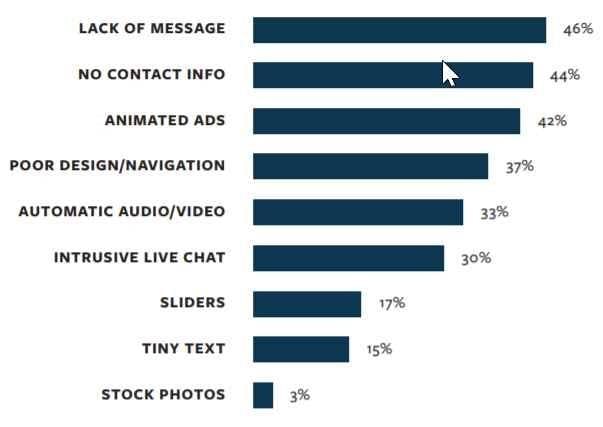 LACK OF MESSAGE 46%
NO CONTACT INFO 44%
ANIMATED ADS 42%
POOR DESIGN/NAVIGATION 37%
AUTOMATIC AUDIO/VIDEO 33%
INTRUSIVE LIVE CHAT 30%
SLIDERS 17%
TINY TEXT 15%
STOCK PHOTOS 3%